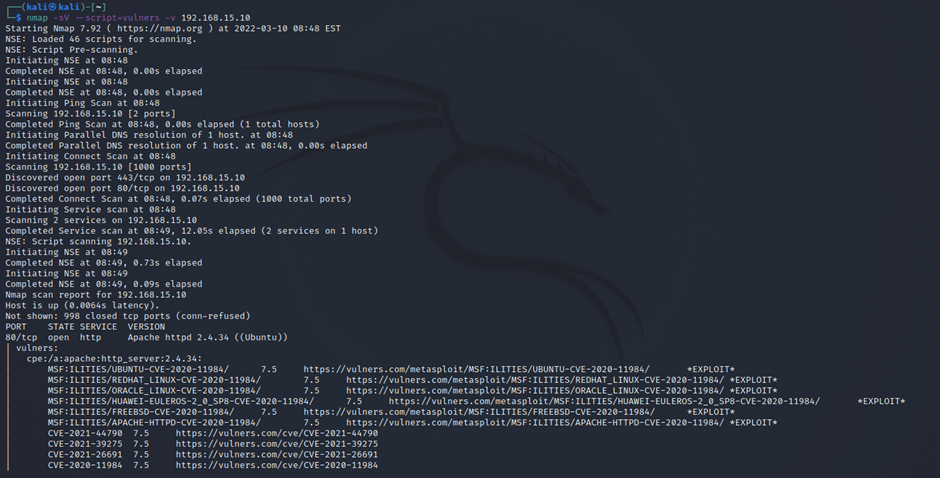 (kali㉿kali)-[~]
$ nmap -sV --script=vulners -v 192.168.15.10
Starting Nmap 7.92 ( https://nmap.org ) at 2022-03-10 08:48 EST
NSE: Loaded 46 scripts for scanning.
NSE: Script Pre-scanning.
Initiating NSE at 08:48
Completed NSE at 08:48, 0.00s elapsed
Initiating NSE at 08:48
Completed NSE at 08:48, 0.00s elapsed
Initiating Ping Scan at 08:48
Scanning 192.168.15.10 [2 ports]
Completed Ping Scan at 08:48, 0.00s elapsed (1 total hosts)
Initiating Parallel DNS resolution of 1 host. at 08:48
Completed Parallel DNS resolution of 1 host. at 08:48, 0.00s elapsed
Initiating Connect Scan at 08:48
Scanning 192.168.15.10 [1000 ports]
Discovered open port 443/tcp on 192.168.15.10
Discovered open port 80/tcp on 192.168.15.10
Completed Connect Scan at 08:48, 0.07s elapsed (1000 total ports)
Initiating Service scan at 08:48
Scanning 2 services on 192.168.15.10
Completed Service scan at 08:49, 12.05s elapsed (2 services on 1 host)
NSE: Script scanning 192.168.15.10.
Initiating NSE at 08:49
Completed NSE at 08:49, 0.73s elapsed
Initiating NSE at 08:49
Completed NSE at 08:49, 0.09s elapsed
Nmap scan report for 192.168.15.10
Host is up (0.0064s latency).
Not shown: 998 closed tcp ports (conn-refused)
PORT STATE SERVICE VERSION
80/tcp open http Apache httpd 2.4.34 ((Ubuntu))
| vulners:
| cpe:/a:apache:http_server:2.4.34:
| MSF:ILITIES/UBUNTU-CVE-2020-11984/ 7.5 https://vulners.com/metasploit/MSF:ILITIES/UBUNTU-CVE-2020-11984/ *EXPLOIT*
| MSF:ILITIES/REDHAT_LINUX-CVE-2020-11984/ 7.5 https://vulners.com/metasploit/MSF:ILITIES/REDHAT_LINUX-CVE-2020-11984/ *EXPLOIT*
| MSF:ILITIES/ORACLE_LINUX-CVE-2020-11984/ 7.5 https://vulners.com/metasploit/MSF:ILITIES/ORACLE_LINUX-CVE-2020-11984/ *EXPLOIT*
| MSF:ILITIES/HUAWEI-EULEROS-2_0_SP8-CVE-2020-11984/ 7.5 https://vulners.com/metasploit/MSF:ILITIES/HUAWEI-EULEROS-2_0_SP8-CVE-2020-11984/ *EXPLOIT*
| MSF:ILITIES/FREEBSD-CVE-2020-11984/ 7.5 https://vulners.com/metasploit/MSF:ILITIES/FREEBSD-CVE-2020-11984/ *EXPLOIT*
| MSF:ILITIES/APACHE-HTTPD-CVE-2020-11984/ 7.5 https://vulners.com/metasploit/MSF:ILITIES/APACHE-HTTPD-CVE-2020-11984/ *EXPLOIT*
| CVE-2021-44790 7.5 https://vulners.com/cve/CVE-2021-44790
| CVE-2021-39275 7.5 https://vulners.com/cve/CVE-2021-39275
| CVE-2021-26691 7.5 https://vulners.com/cve/CVE-2021-26691
| CVE-2020-11984 7.5 https://vulners.com/cve/CVE-2020-11984